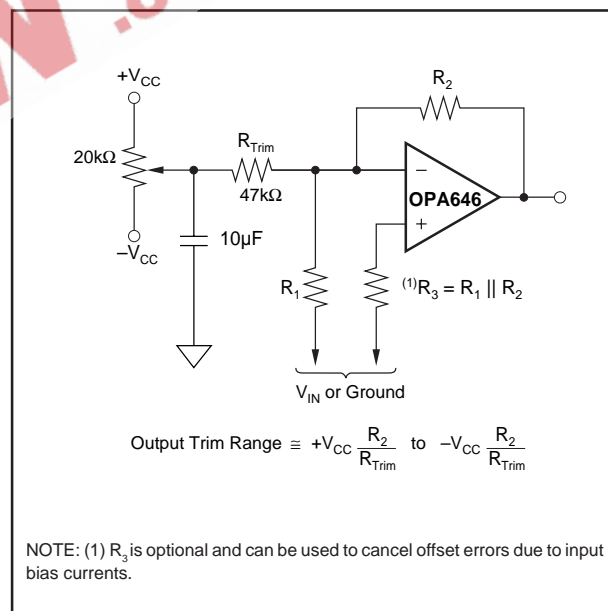 W .c
+V_CC
R_2
R_Trim
20kΩ
47kΩ
−
OPA646
+
−V_CC
10µF
R_1
(1)R_3 = R_1 || R_2
V_IN or Ground
Output Trim Range ≅ +V_CC R_2/R_Trim to −V_CC R_2/R_Trim
NOTE: (1) R_3 is optional and can be used to cancel offset errors due to input
bias currents.